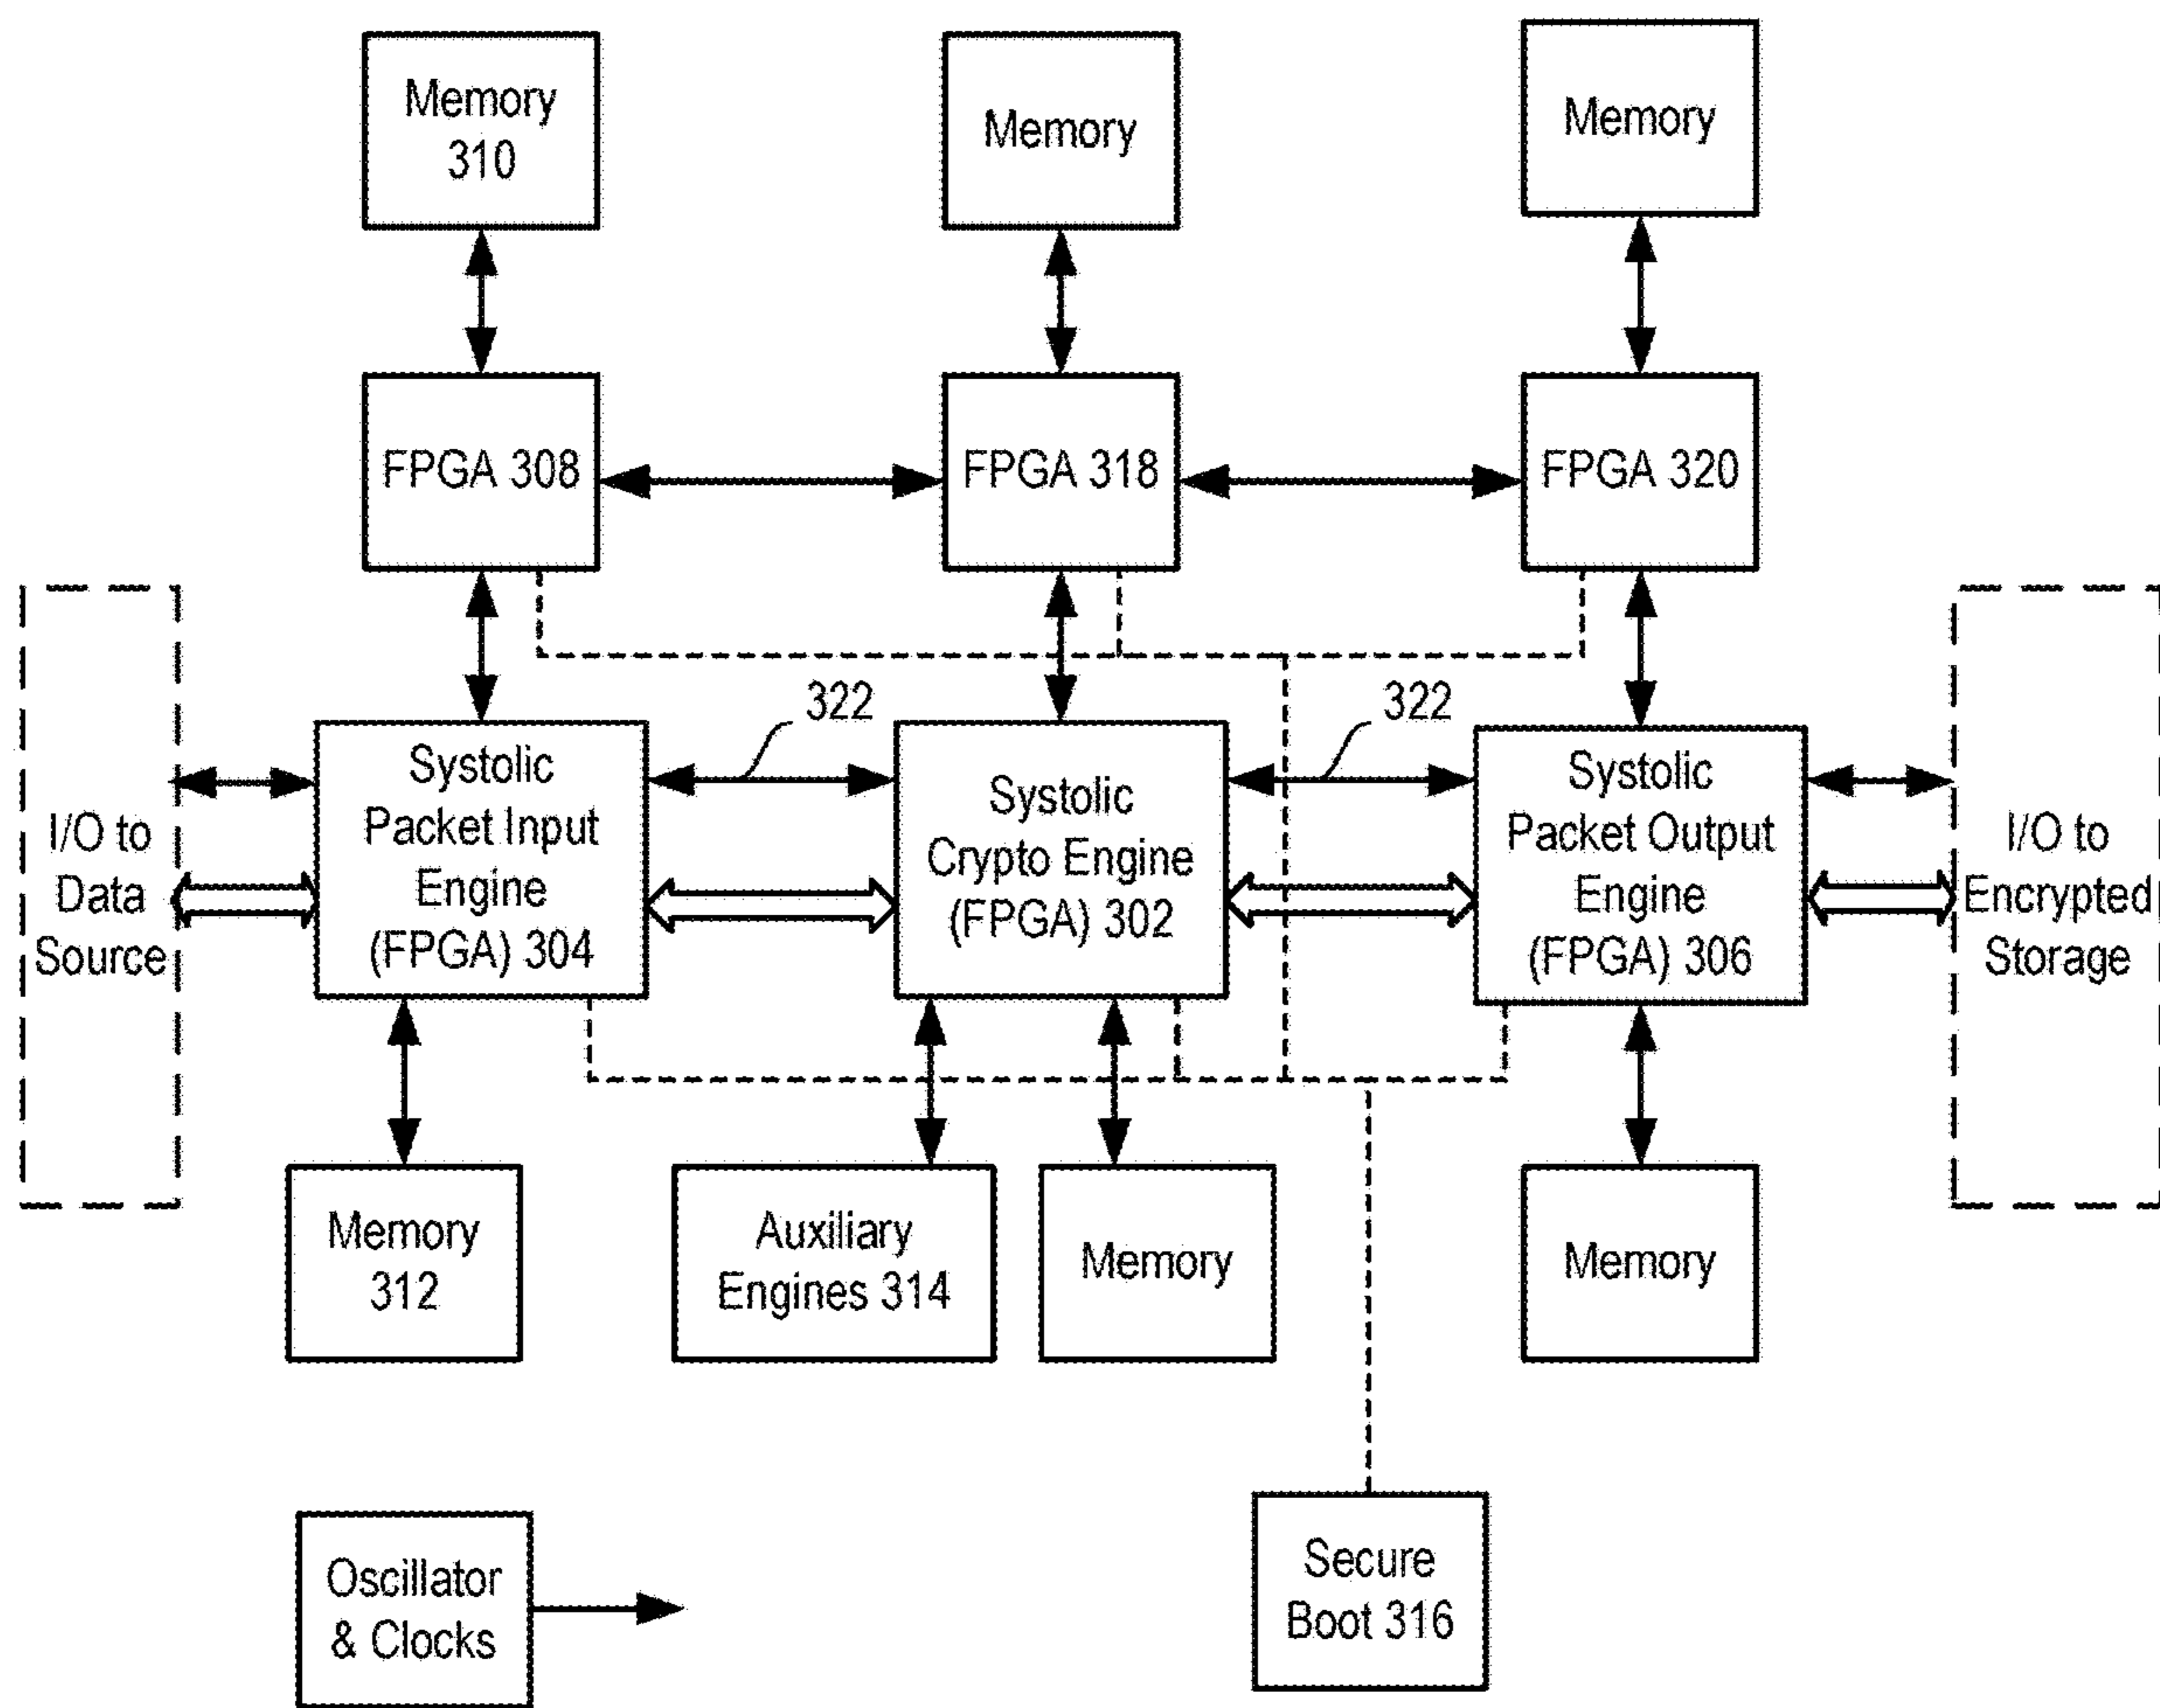 Memory
310
Memory
Memory
FPGA 308
FPGA 318
FPGA 320
322
322
I/O to
Data
Source
Systolic
Packet Input
Engine
(FPGA) 304
Systolic
Crypto Engine
(FPGA) 302
Systolic
Packet Output
Engine
(FPGA) 306
I/O to
Encrypted
Storage
Memory
312
Auxiliary
Engines 314
Memory
Memory
Oscillator
& Clocks
Secure
Boot 316